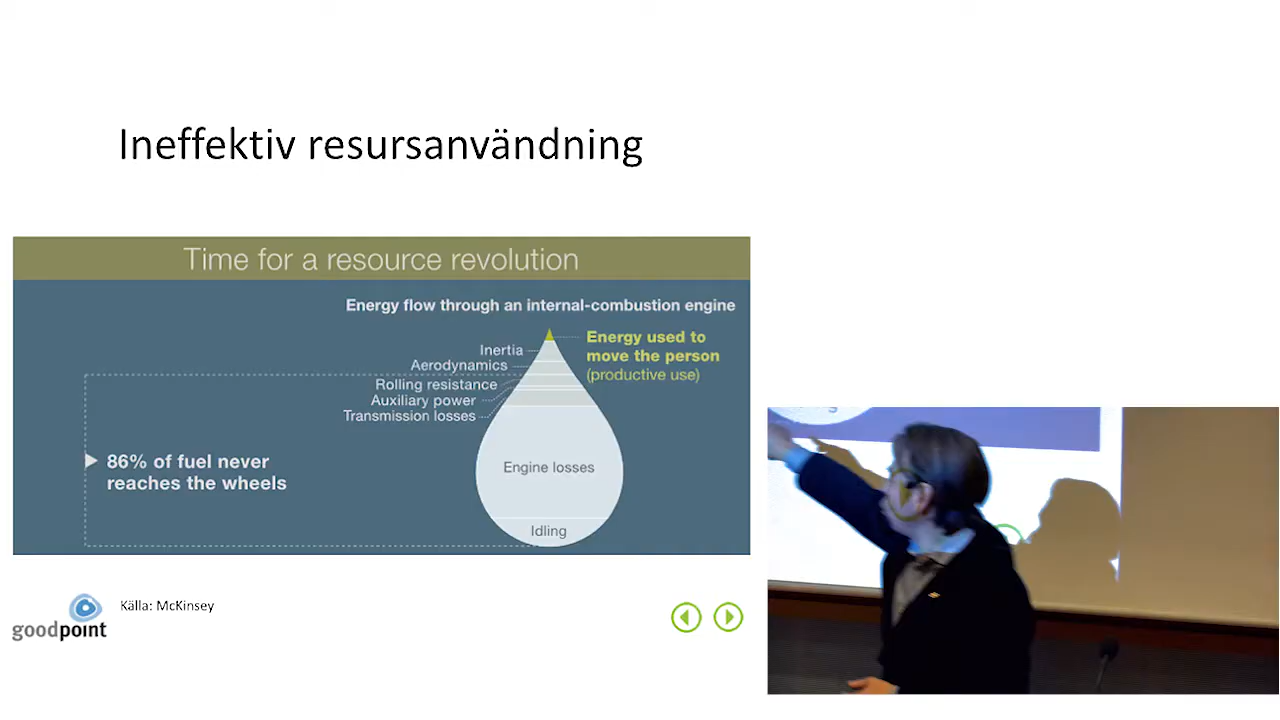 Ineffektiv resursanvändning
Time for a resource revolution
Energy flow through an internal-combustion engine
Energy used to
move the person
(productive use)
Inertia
Aerodynamics
Rolling resistance
Auxiliary power
Transmission losses
86% of fuel never
reaches the wheels
Engine losses
Idling
Källa: McKinsey
goodpoint